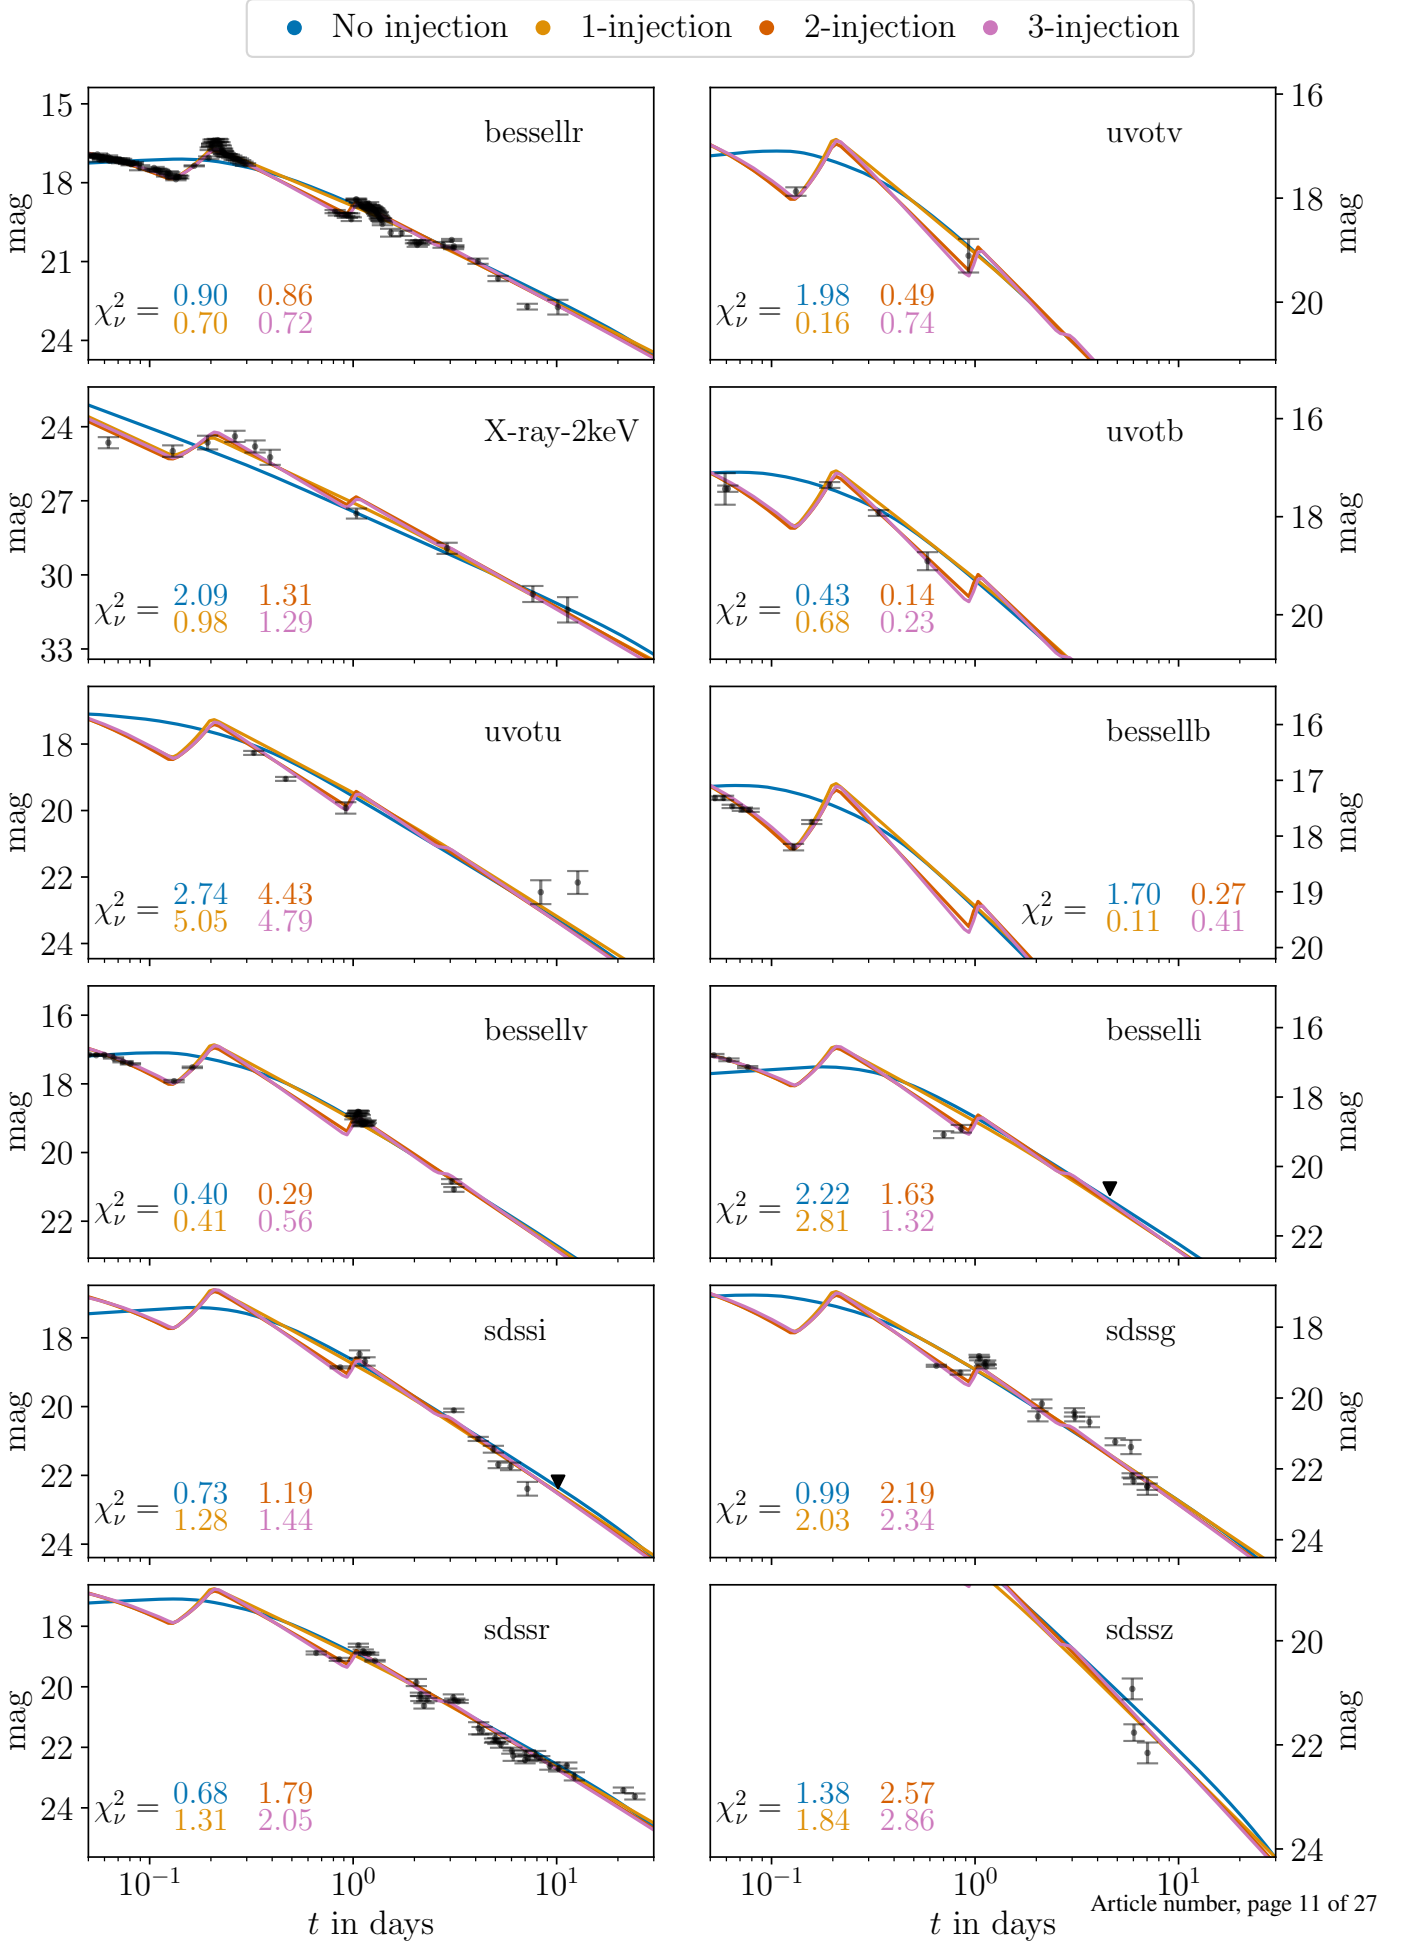 No injection 1-injection 2-injection 3-injection
bessellr
15
18
21
24
mag
χ²ν = 0.90 0.86
0.70 0.72
uvotv
16
18
20
mag
χ²ν = 1.98 0.49
0.16 0.74
X-ray-2keV
24
27
30
33
mag
χ²ν = 2.09 1.31
0.98 1.29
uvotb
16
18
20
mag
χ²ν = 0.43 0.14
0.68 0.23
uvotu
18
20
22
24
mag
χ²ν = 2.74 4.43
5.05 4.79
bessellb
16
17
18
19
20
mag
χ²ν = 1.70 0.27
0.11 0.41
bessellv
16
18
20
22
mag
χ²ν = 0.40 0.29
0.41 0.56
besselli
16
18
20
22
mag
χ²ν = 2.22 1.63
2.81 1.32
sdssi
18
20
22
24
mag
χ²ν = 0.73 1.19
1.28 1.44
sdssg
18
20
22
24
mag
χ²ν = 0.99 2.19
2.03 2.34
sdssr
18
20
22
24
mag
χ²ν = 0.68 1.79
1.31 2.05
sdssz
20
22
24
mag
χ²ν = 1.38 2.57
1.84 2.86
10⁻¹ 10⁰ 10¹
t in days
10⁻¹ 10⁰ 10¹
t in days
Article number, page 11 of 27